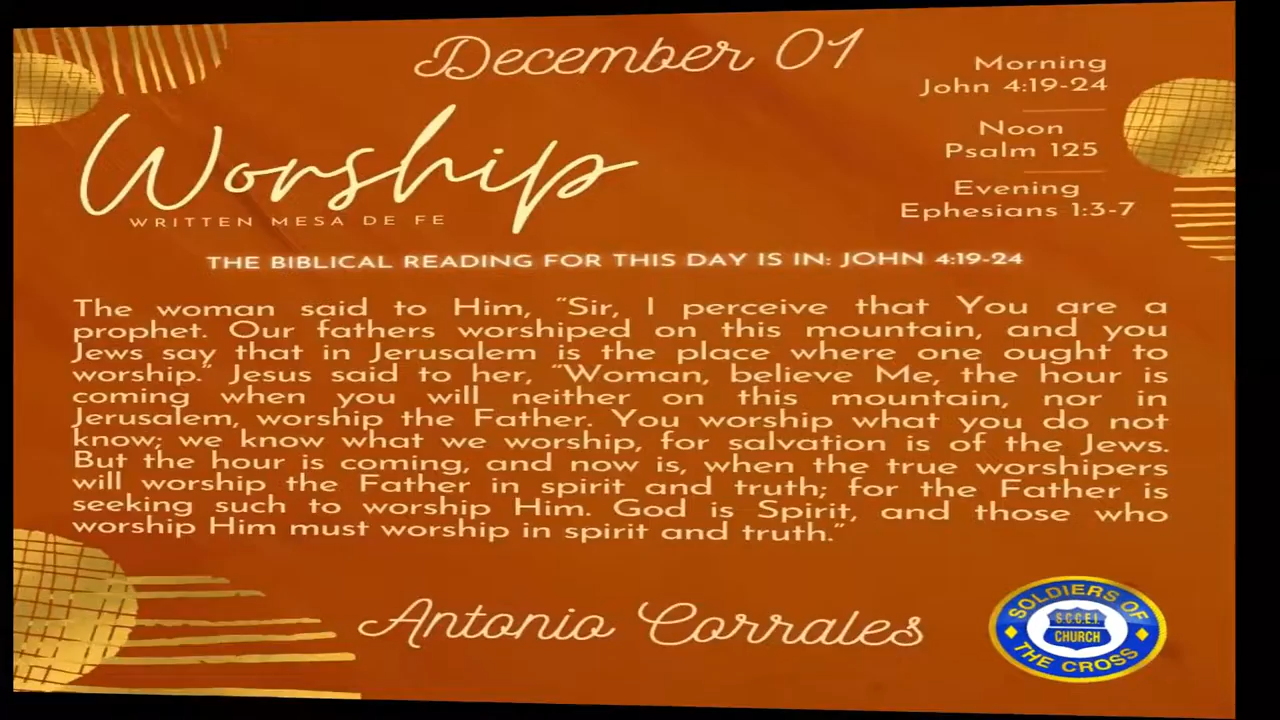 December 01
Morning
John 4:19-24
Noon
Psalm 125
Evening
Ephesians 1:3-7
Worship
WRITTEN MESA DE FE
THE BIBLICAL READING FOR THIS DAY IS IN: JOHN 4:19-24
The woman said to Him, “Sir, I perceive that You are a
prophet. Our fathers worshiped on this mountain, and you
Jews say that in Jerusalem is the place where one ought to
worship.” Jesus said to her, “Woman, believe Me, the hour is
coming when you will neither on this mountain, nor in
Jerusalem, worship the Father. You worship what you do not
know; we know what we worship, for salvation is of the Jews.
But the hour is coming, and now is, when the true worshipers
will worship the Father in spirit and truth; for the Father is
seeking such to worship Him. God is Spirit, and those who
worship Him must worship in spirit and truth.”
Antonio Corrales
SOLDIERS OF
S.C.C.E.I.
CHURCH
THE CROSS